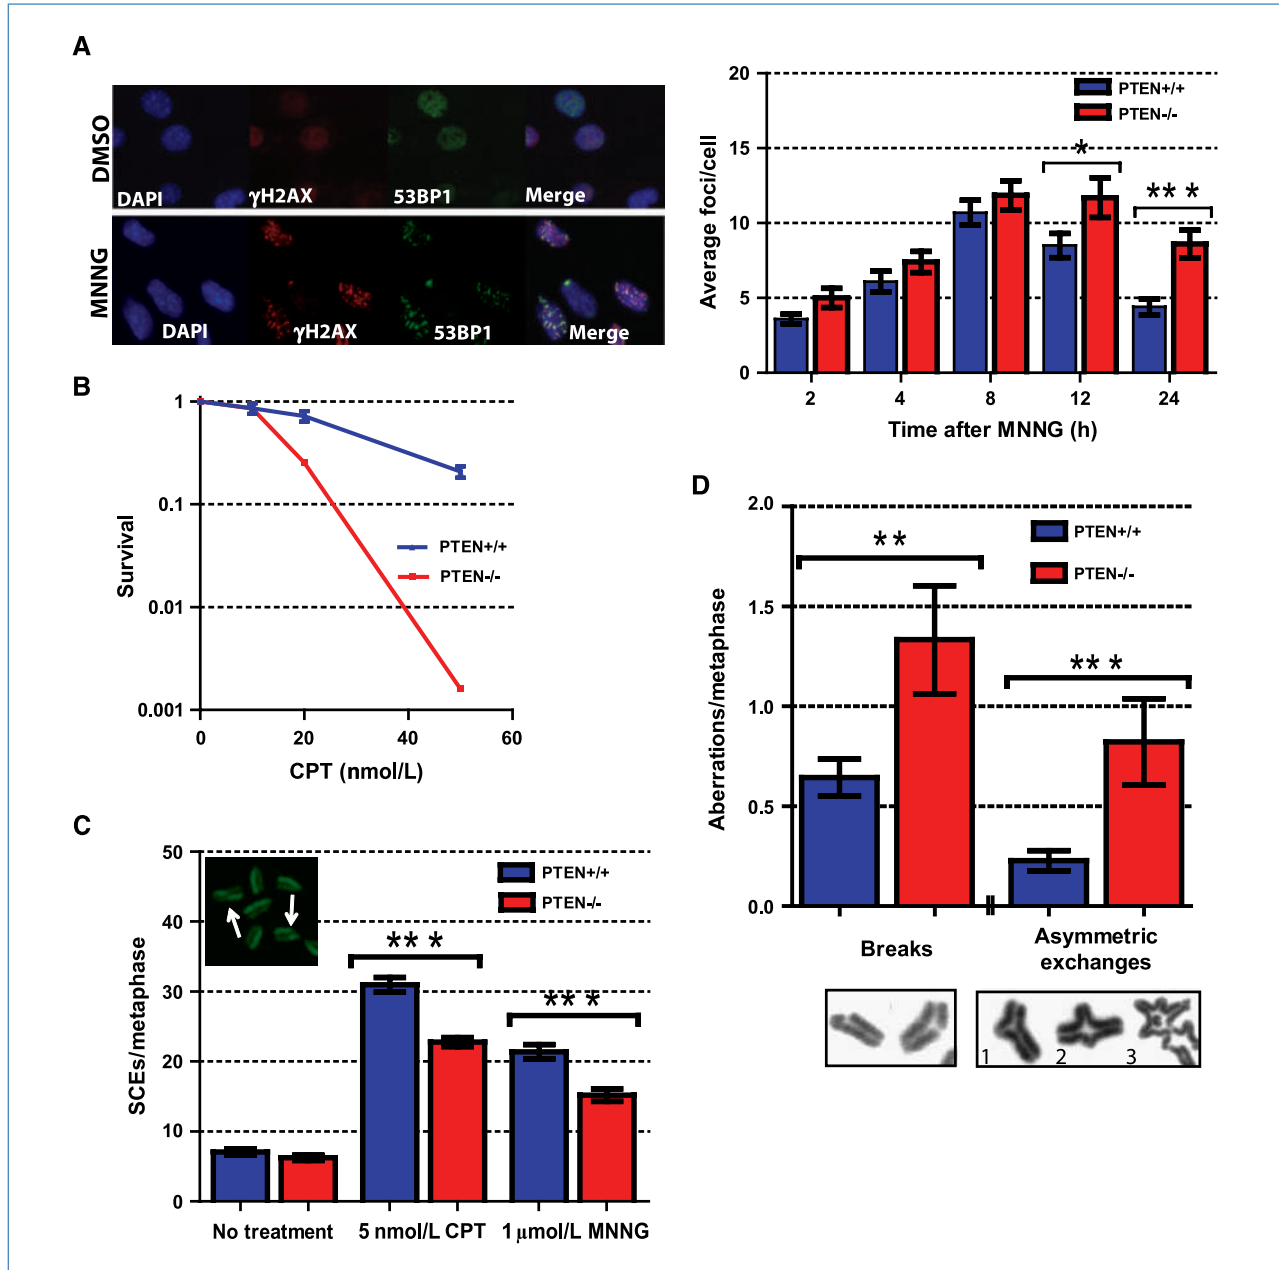 A
DMSO
DAPI
γH2AX
53BP1
Merge
MNNG
DAPI
γH2AX
53BP1
Merge
Average foci/cell
20
15
10
5
0
PTEN+/+
PTEN-/-
*
***
2 4 8 12 24
Time after MNNG (h)
B
Survival
1
0.1
0.01
0.001
PTEN+/+
PTEN-/-
0 20 40 60
CPT (nmol/L)
C
SCEs/metaphase
50
40
30
20
10
0
PTEN+/+
PTEN-/-
***
***
No treatment 5 nmol/L CPT 1 μmol/L MNNG
D
Aberrations/metaphase
2.0
1.5
1.0
0.5
0.0
PTEN+/+
PTEN-/-
**
***
Breaks
Asymmetric
exchanges
1 2 3